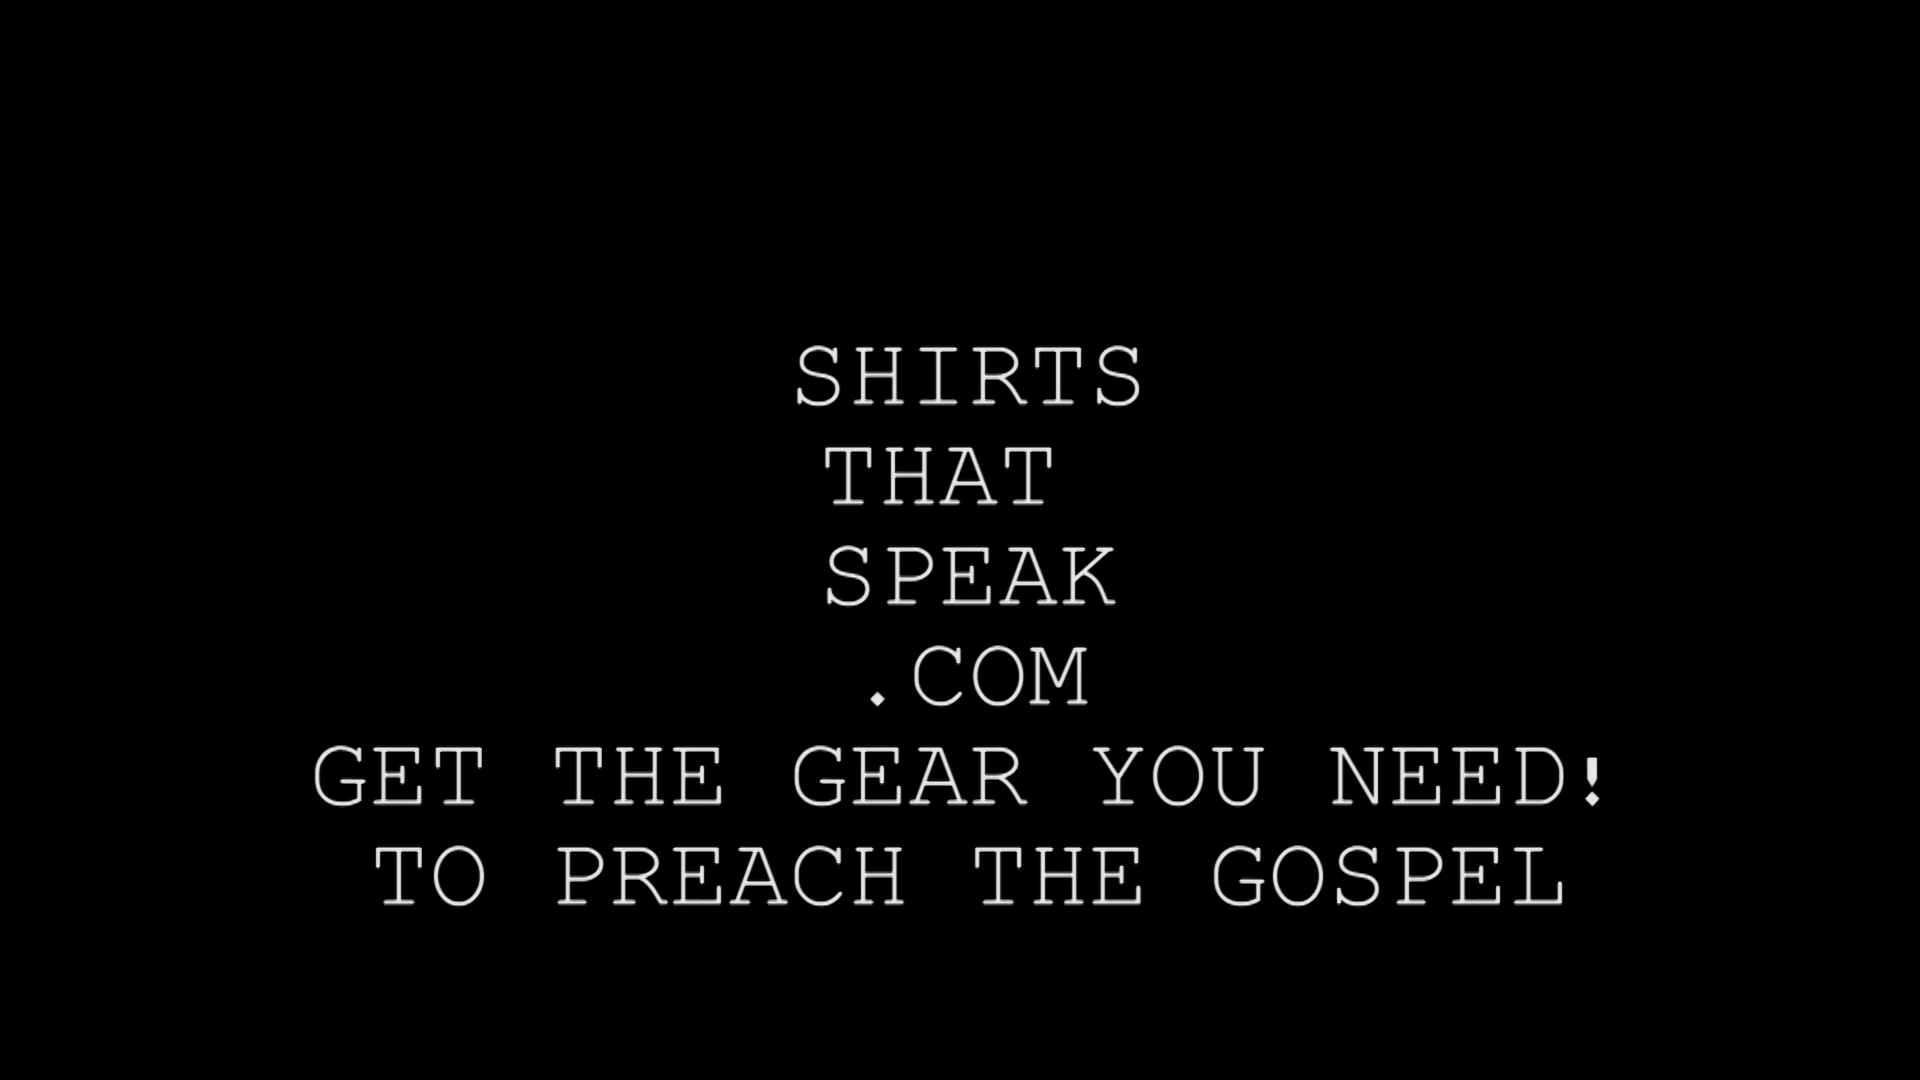 SHIRTS
THAT
SPEAK
.COM
GET THE GEAR YOU NEED!
TO PREACH THE GOSPEL